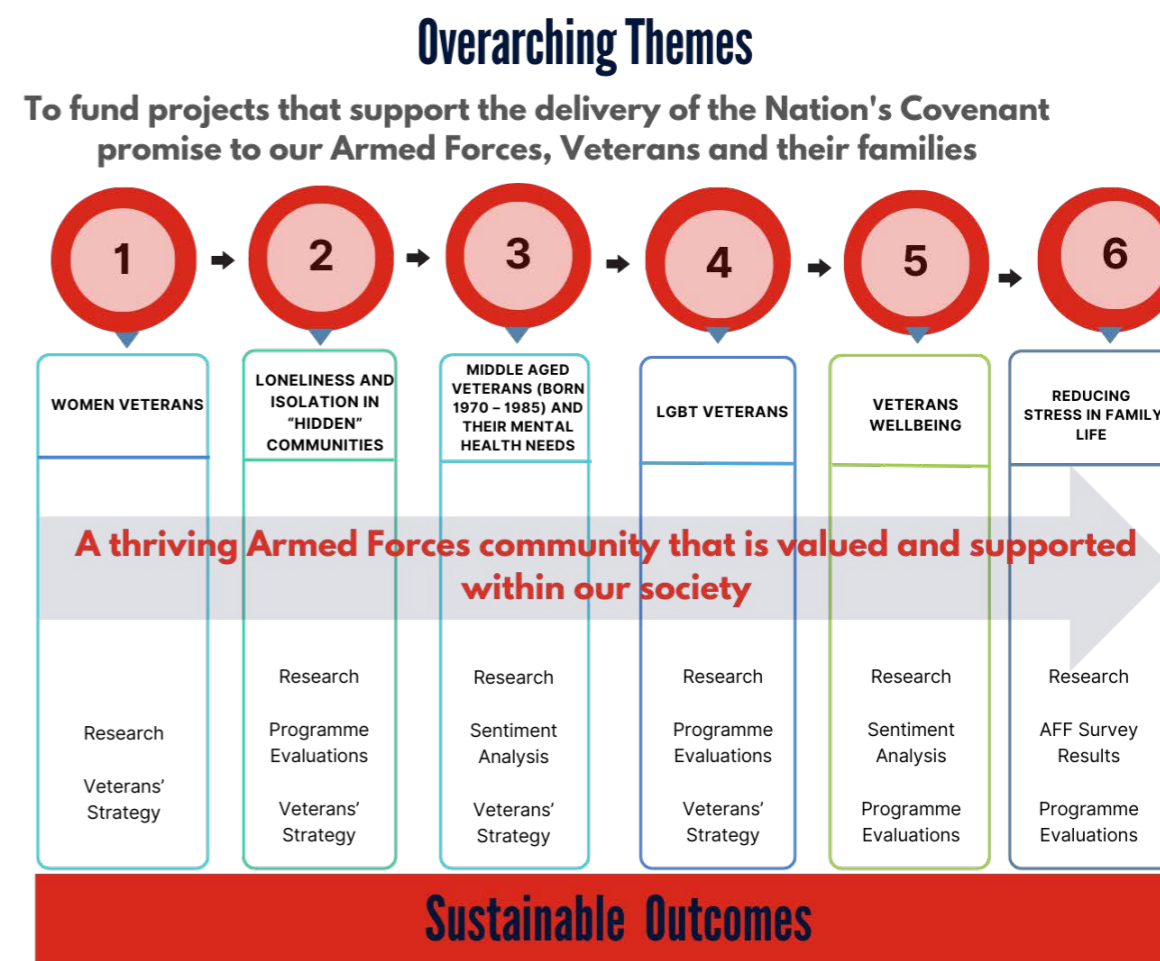 Overarching Themes
To fund projects that support the delivery of the Nation's Covenant
promise to our Armed Forces, Veterans and their families
1
2
3
4
5
6
WOMEN VETERANS
LONELINESS AND
ISOLATION IN
“HIDDEN”
COMMUNITIES
MIDDLE AGED
VETERANS (BORN
1970 – 1985) AND
THEIR MENTAL
HEALTH NEEDS
LGBT VETERANS
VETERANS
WELLBEING
REDUCING
STRESS IN FAMILY
LIFE
A thriving Armed Forces community that is valued and supported
within our society
Research
Veterans’
Strategy
Research
Programme
Evaluations
Veterans’
Strategy
Research
Sentiment
Analysis
Veterans’
Strategy
Research
Programme
Evaluations
Veterans’
Strategy
Research
Sentiment
Analysis
Programme
Evaluations
Research
AFF Survey
Results
Programme
Evaluations
Sustainable Outcomes